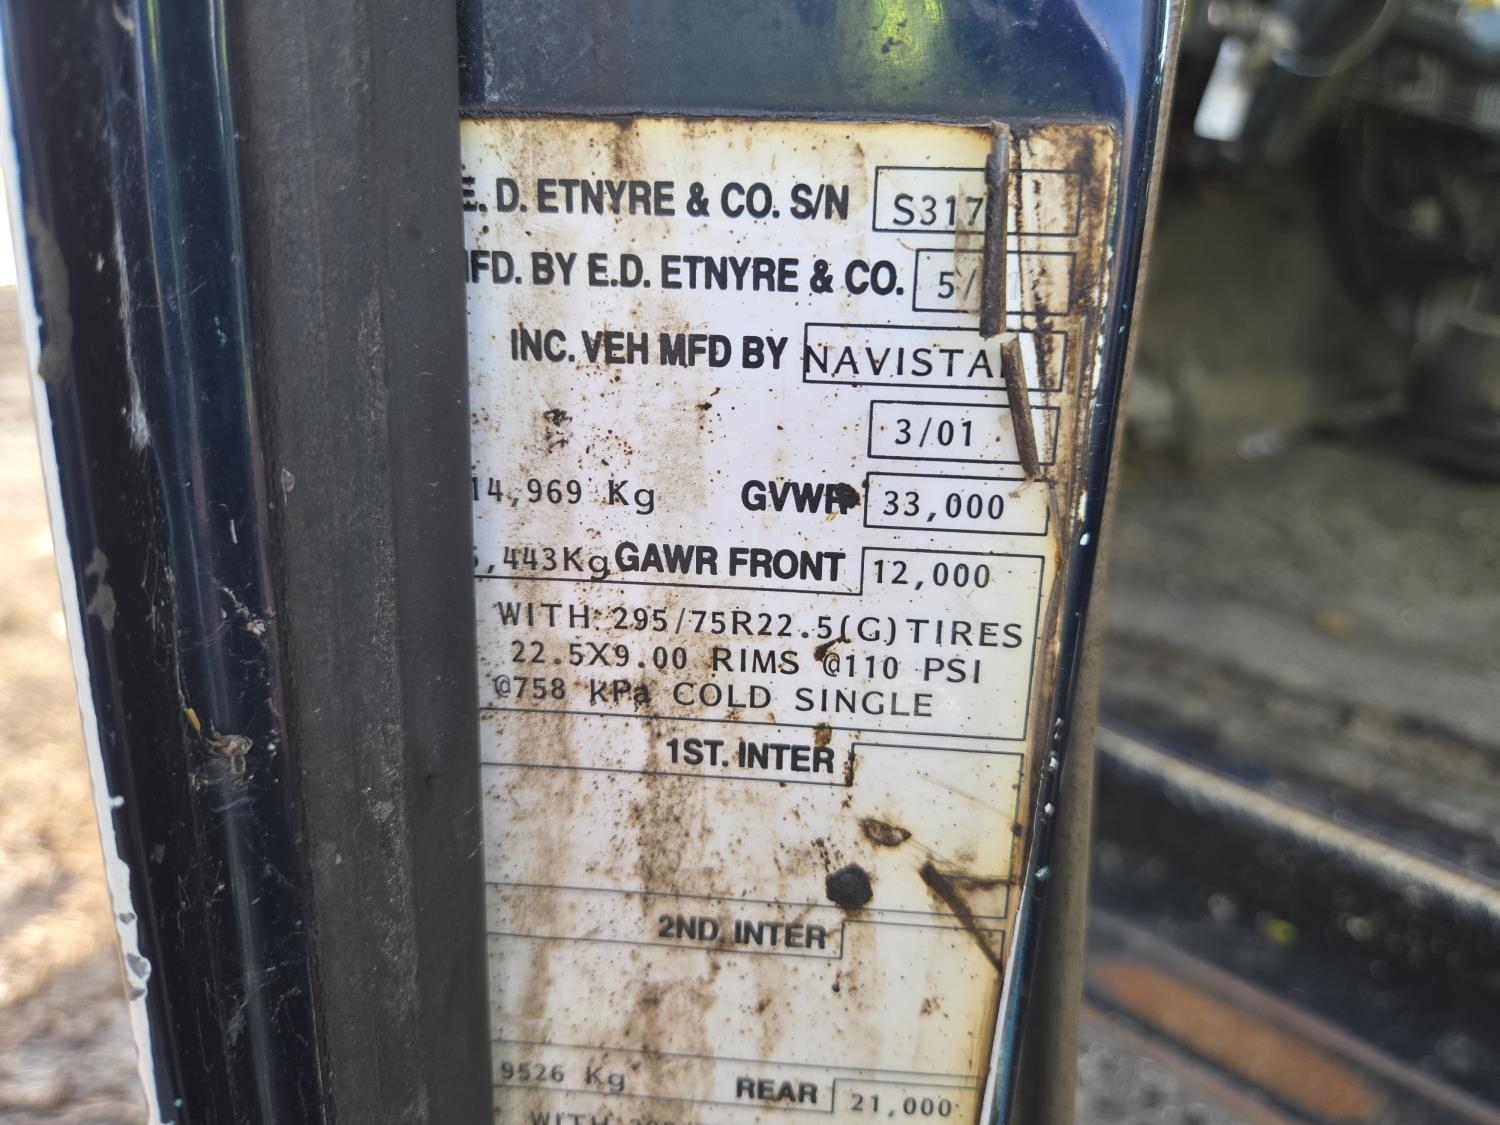 E. D. ETNYRE & CO. S/N S317
MFD. BY E.D. ETNYRE & CO. 5/
INC. VEH MFD BY NAVISTA
3/01
14,969 Kg GVWR 33,000
5,443Kg GAWR FRONT 12,000
WITH 295/75R22.5(G) TIRES
22.5X9.00 RIMS @110 PSI
@758 KPa COLD SINGLE
1ST. INTER
2ND INTER
9526 Kg REAR 21,000
WITH